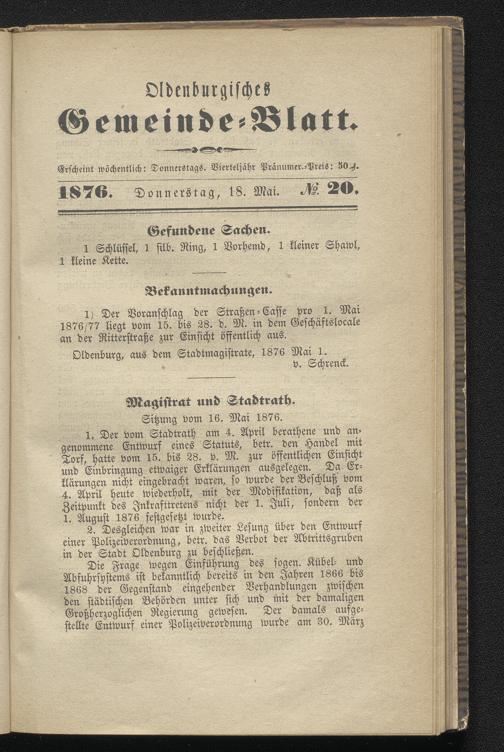 Oldenburgisches
Gemeinde-Blatt.
Erscheint wöchentlich: Donnerstags. Vierteljähr Pränumer.-Preis: 50 ₰.
1876. Donnerstag, 18. Mai. № 20.
Gefundene Sachen.
1 Schlüssel, 1 silb. Ring, 1 Vorhemd, 1 kleiner Shawl,
1 kleine Kette.
Bekanntmachungen.
1) Der Voranschlag der Straßen-Casse pro 1. Mai
1876/77 liegt vom 15. bis 28. d. M. in dem Geschäftslocale
an der Ritterstraße zur Einsicht öffentlich aus.
Oldenburg, aus dem Stadtmagistrate, 1876 Mai 1.
v. Schrenck.
Magistrat und Stadtrath.
Sitzung vom 16. Mai 1876.
1. Der vom Stadtrath am 4. April berathene und an-
genommene Entwurf eines Statuts, betr. den Handel mit
Torf, hatte vom 15. bis 28. v. M. zur öffentlichen Einsicht
und Einbringung etwaiger Erklärungen ausgelegen. Da Er-
klärungen nicht eingebracht waren, so wurde der Beschluß vom
4. April heute wiederholt, mit der Modifikation, daß als
Zeitpunkt des Inkrafttretens nicht der 1. Juli, sondern der
1. August 1876 festgesetzt wurde.
2. Desgleichen war in zweiter Lesung über den Entwurf
einer Polizeiverordnung, betr. das Verbot der Abtrittsgruben
in der Stadt Oldenburg zu beschließen.
Die Frage wegen Einführung des sogen. Kübel- und
Abfuhrsystems ist bekanntlich bereits in den Jahren 1866 bis
1868 der Gegenstand eingehender Verhandlungen zwischen
den städtischen Behörden unter sich und mit der damaligen
Großherzoglichen Regierung gewesen. Der damals aufge-
stellte Entwurf einer Polizeiverordnung wurde am 30. März